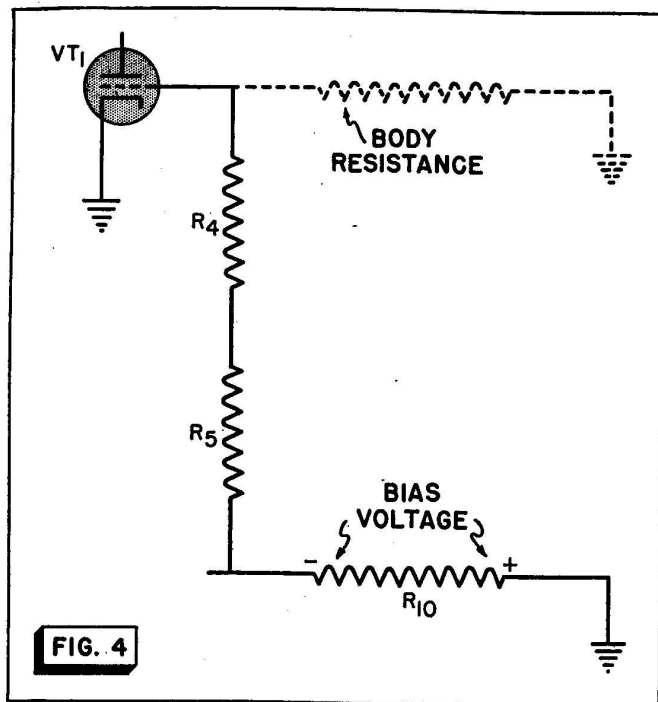 VT1
BODY
RESISTANCE
R4
R5
BIAS
VOLTAGE
- +
R10
FIG. 4